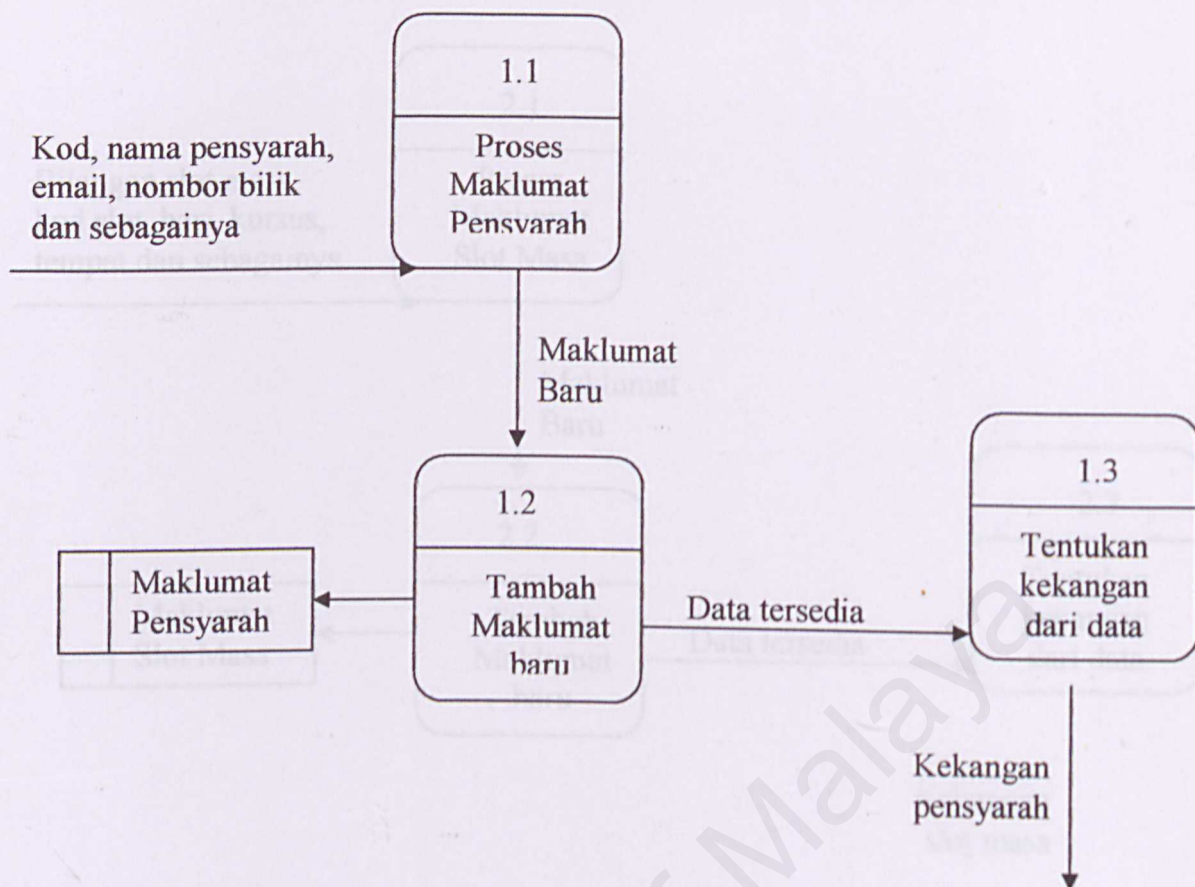 1.1
Proses
Maklumat
Pensyarah
Kod, nama pensyarah,
email, nombor bilik
dan sebagainya
Maklumat
Baru
1.2
Tambah
Maklumat
baru
Maklumat
Pensyarah
Data tersedia
1.3
Tentukan
kekangan
dari data
Kekangan
pensyarah
Malaya